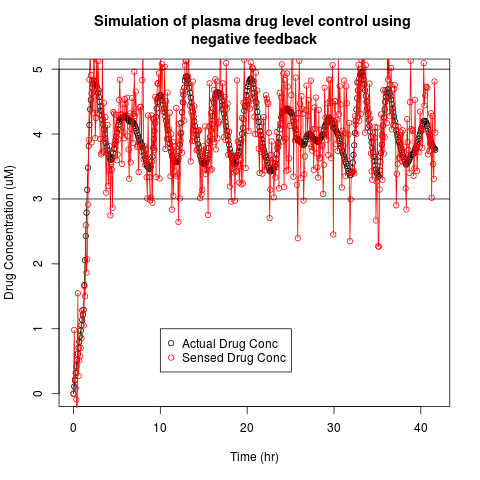 Simulation of plasma drug level control using
negative feedback
Drug Concentration (uM)
5
4
3
2
1
0
Actual Drug Conc
Sensed Drug Conc
0 10 20 30 40
Time (hr)